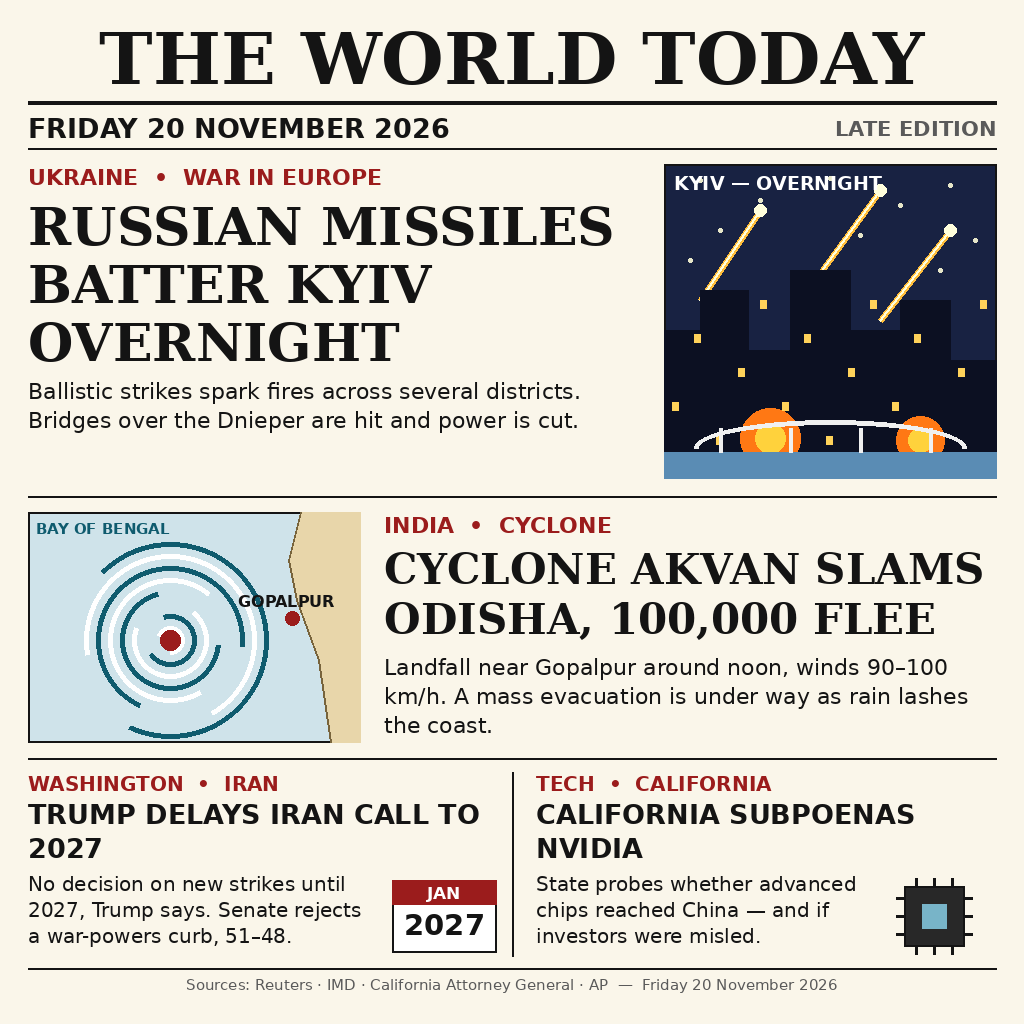 THE WORLD TODAY
FRIDAY 20 NOVEMBER 2026
LATE EDITION
UKRAINE • WAR IN EUROPE
RUSSIAN MISSILES
BATTER KYIV
OVERNIGHT
Ballistic strikes spark fires across several districts.
Bridges over the Dnieper are hit and power is cut.
KYIV — OVERNIGHT
BAY OF BENGAL
GOPALPUR
INDIA • CYCLONE
CYCLONE AKVAN SLAMS
ODISHA, 100,000 FLEE
Landfall near Gopalpur around noon, winds 90–100
km/h. A mass evacuation is under way as rain lashes
the coast.
WASHINGTON • IRAN
TRUMP DELAYS IRAN CALL TO
2027
No decision on new strikes until
2027, Trump says. Senate rejects
a war-powers curb, 51–48.
JAN
2027
TECH • CALIFORNIA
CALIFORNIA SUBPOENAS
NVIDIA
State probes whether advanced
chips reached China — and if
investors were misled.
Sources: Reuters · IMD · California Attorney General · AP — Friday 20 November 2026